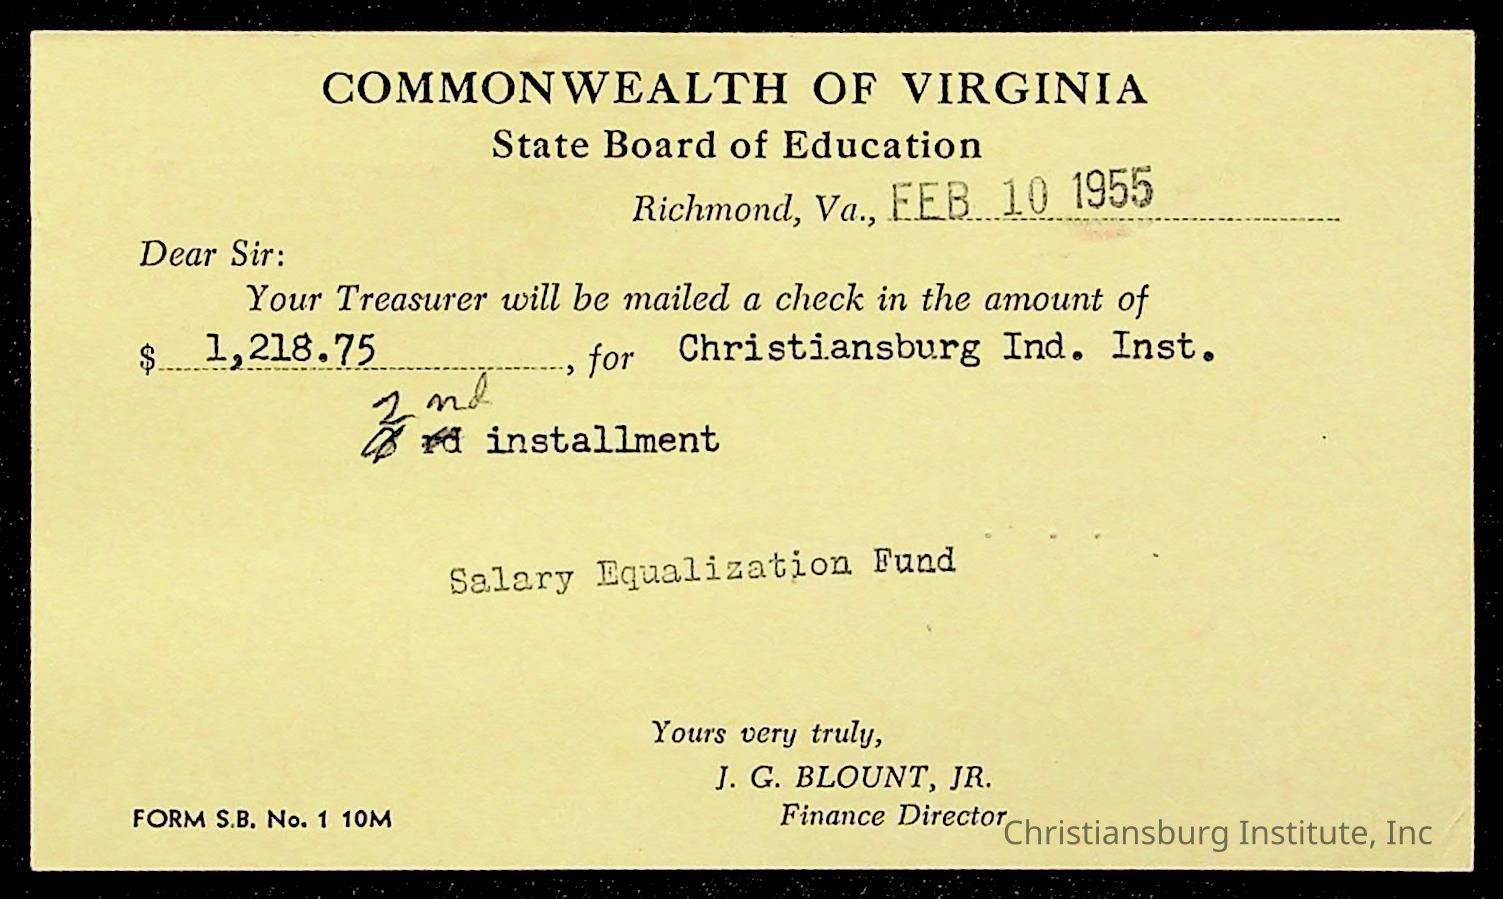 COMMONWEALTH OF VIRGINIA
State Board of Education
Richmond, Va., FEB 10 1955
Dear Sir:
Your Treasurer will be mailed a check in the amount of
$ 1,218.75, for Christiansburg Ind. Inst.
2 nd
rd installment
Salary Equalization Fund
Yours very truly,
J. G. BLOUNT, JR.
Finance Director
FORM S.B. No. 1 10M
Christiansburg Institute, Inc